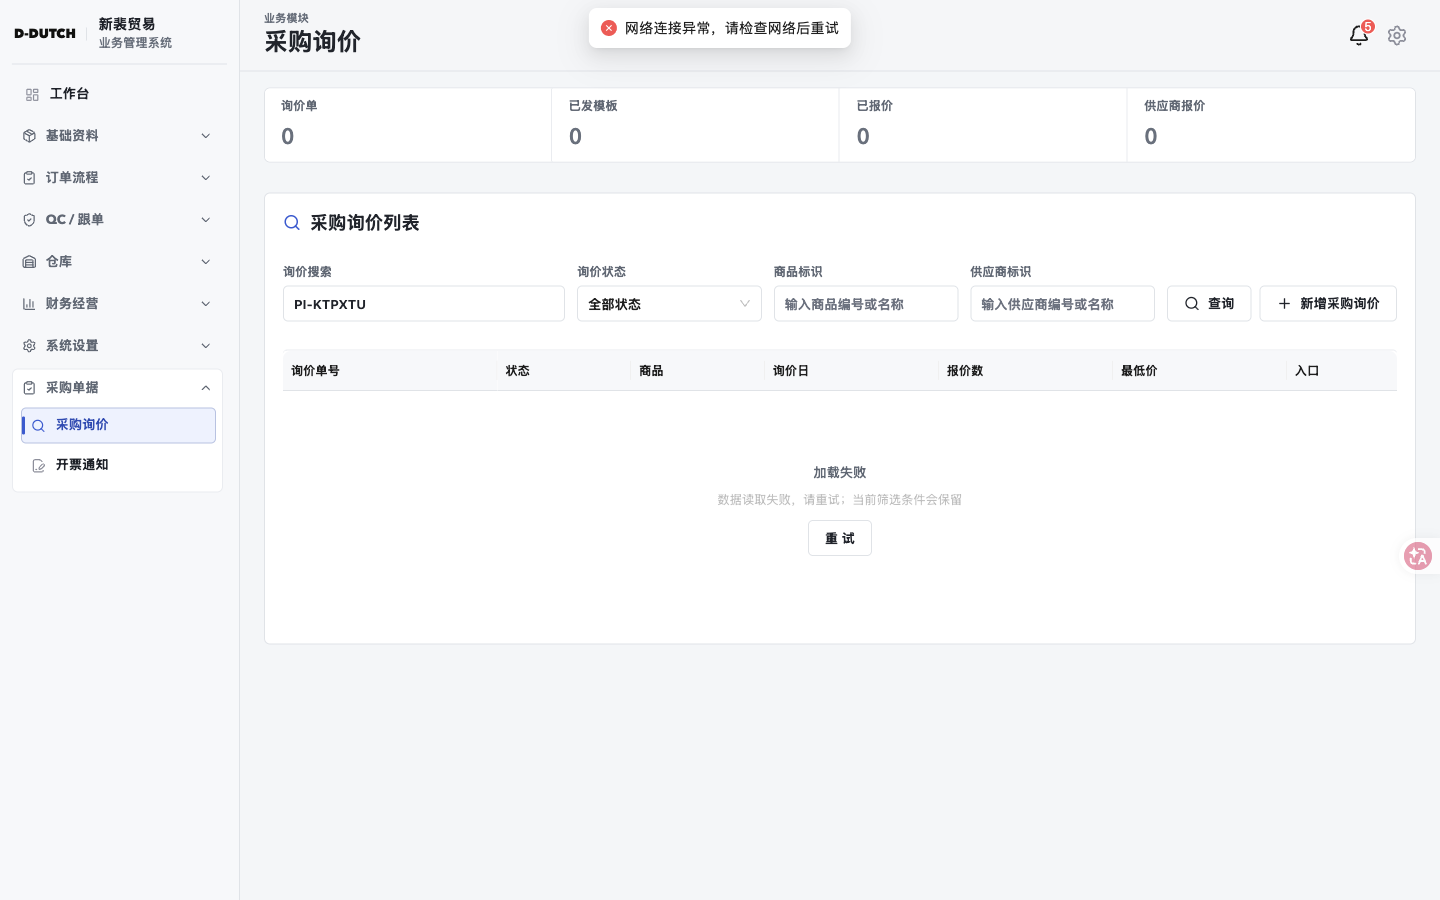 D-DUTCH
新裴贸易
业务管理系统
工作台
基础资料
订单流程
QC / 跟单
仓库
财务经营
系统设置
采购单据
采购询价
开票通知
业务模块
采购询价
网络连接异常，请检查网络后重试
5
询价单
0
已发模板
0
已报价
0
供应商报价
0
采购询价列表
询价搜索
PI-KTPXTU
询价状态
全部状态
商品标识
输入商品编号或名称
供应商标识
输入供应商编号或名称
查询
新增采购询价
询价单号
状态
商品
询价日
报价数
最低价
入口
加载失败
数据读取失败，请重试；当前筛选条件会保留
重 试